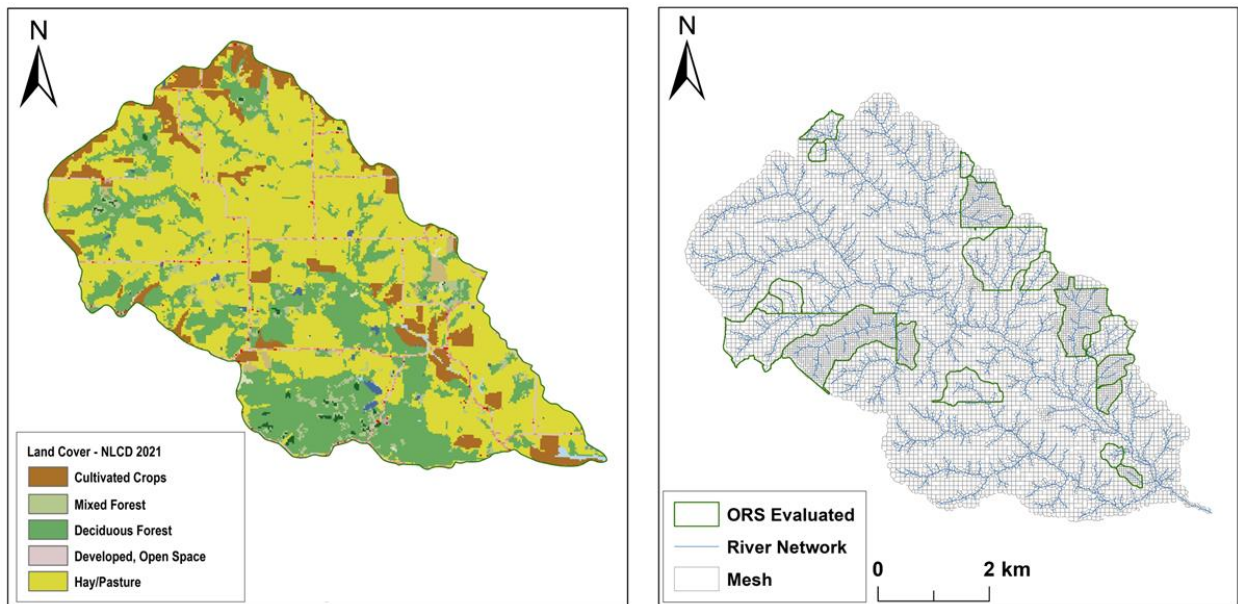 N
Land Cover - NLCD 2021
Cultivated Crops
Mixed Forest
Deciduous Forest
Developed, Open Space
Hay/Pasture
N
ORS Evaluated
River Network
Mesh
0 2 km